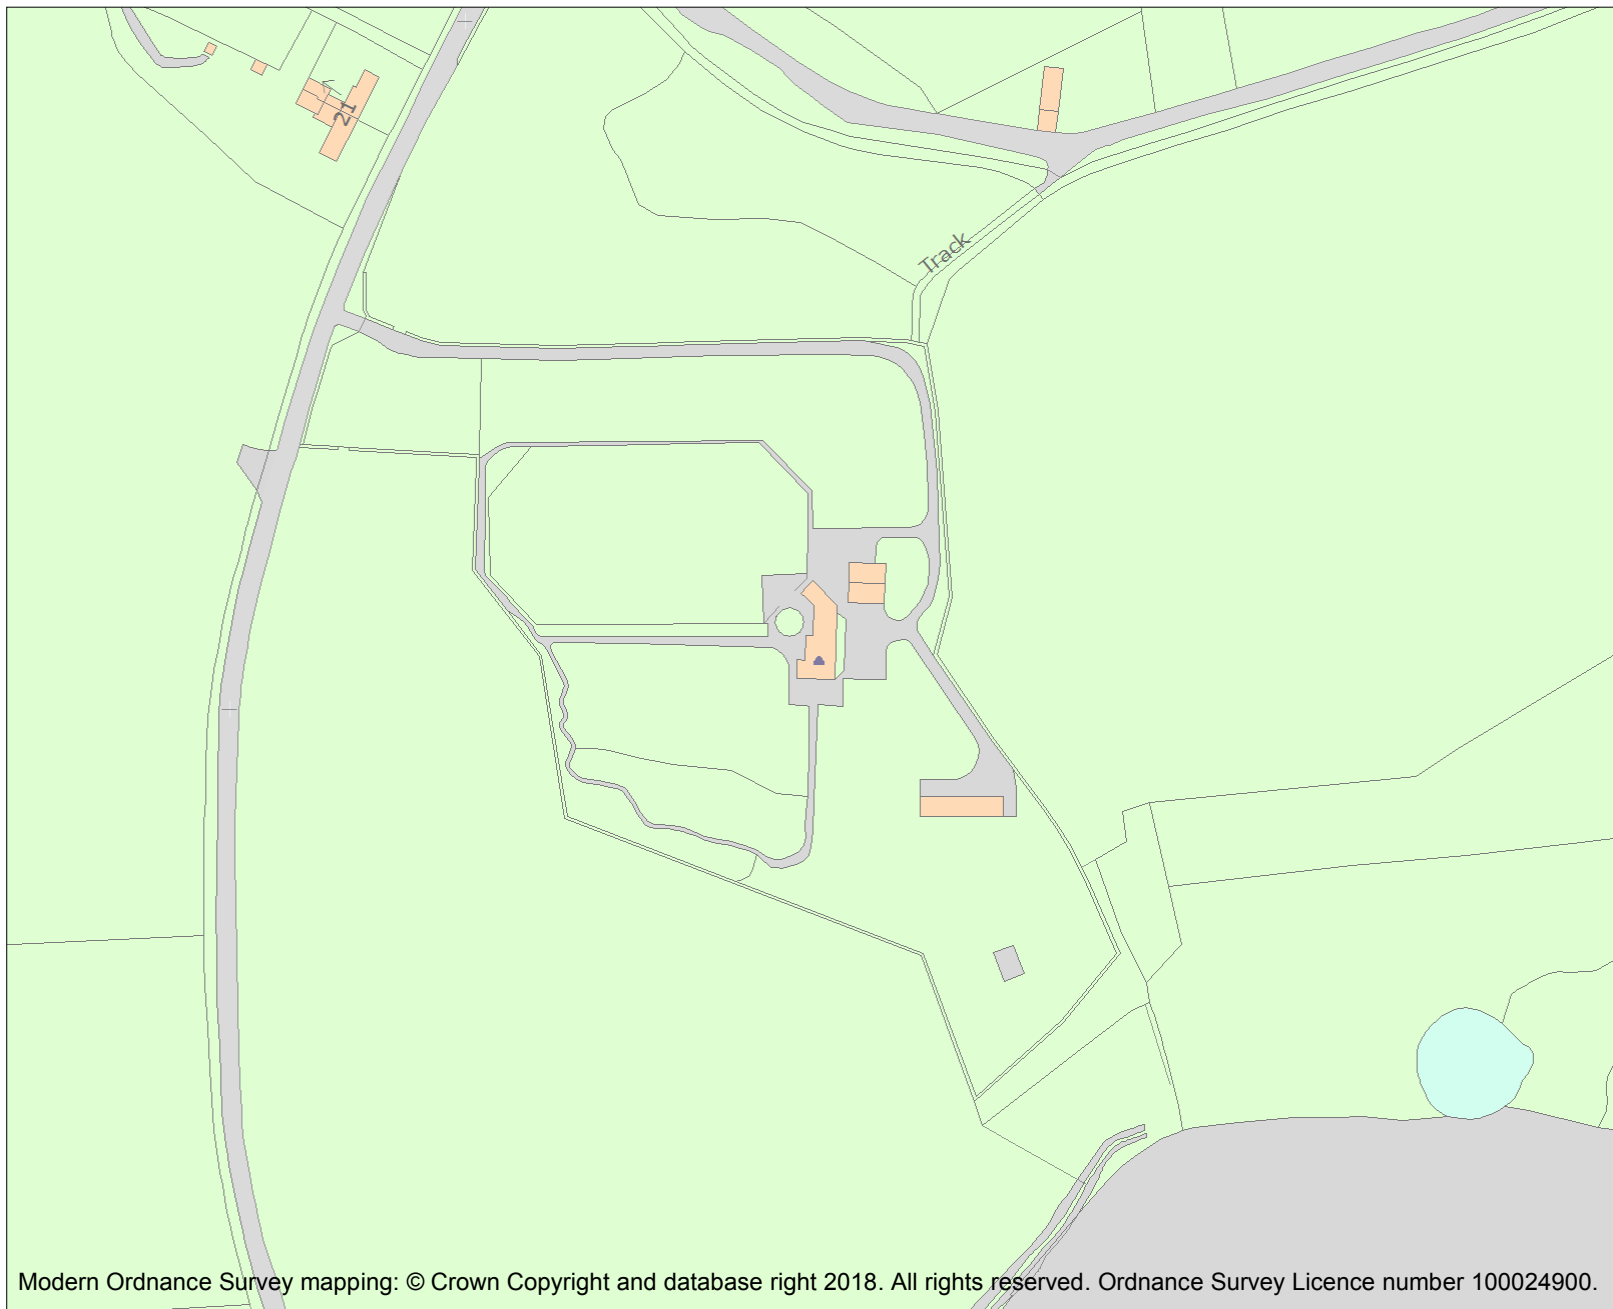 21
Track
Modern Ordnance Survey mapping: © Crown Copyright and database right 2018. All rights reserved. Ordnance Survey Licence number 100024900.